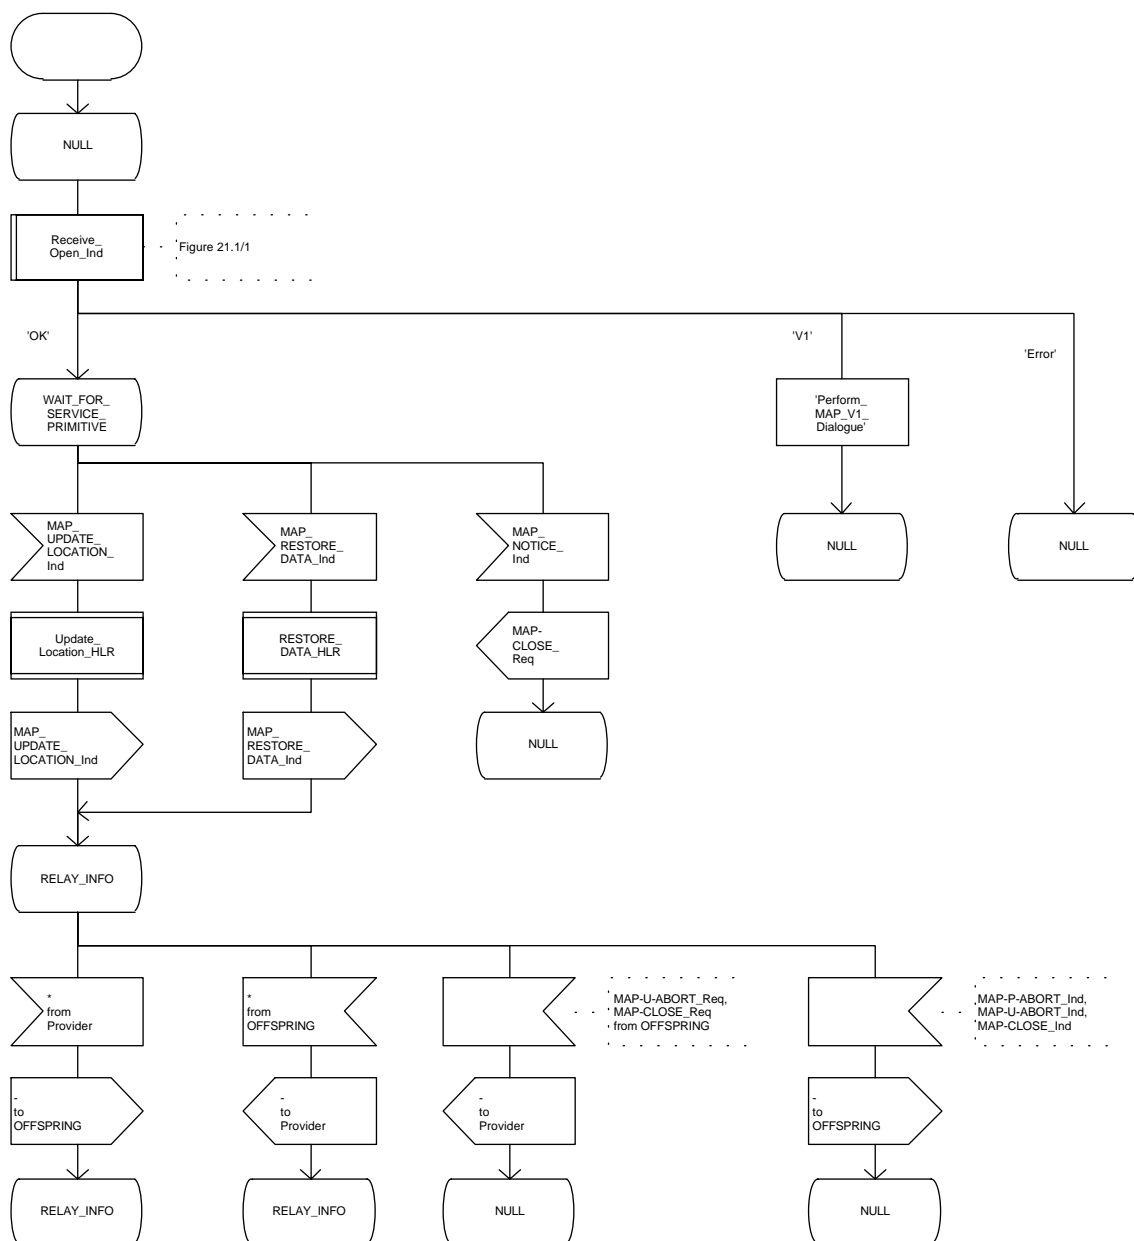 NULL
Receive_
Open_Ind
Figure 21.1/1
'OK'
'V1'
'Error'
WAIT_FOR_
SERVICE_
PRIMITIVE
'Perform_
MAP_V1_
Dialogue'
MAP_
UPDATE_
LOCATION_
Ind
MAP_
RESTORE_
DATA_Ind
MAP_
NOTICE_
Ind
NULL
NULL
Update_
Location_HLR
RESTORE_
DATA_HLR
MAP-
CLOSE_
Req
MAP_
UPDATE_
LOCATION_Ind
MAP_
RESTORE_
DATA_Ind
NULL
RELAY_INFO
*
from
Provider
*
from
OFFSPRING
MAP-U-ABORT_Req,
MAP-CLOSE_Req
from OFFSPRING
MAP-P-ABORT_Ind,
MAP-U-ABORT_Ind,
MAP-CLOSE_Ind
-
to
OFFSPRING
-
to
Provider
-
to
Provider
-
to
OFFSPRING
RELAY_INFO
RELAY_INFO
NULL
NULL